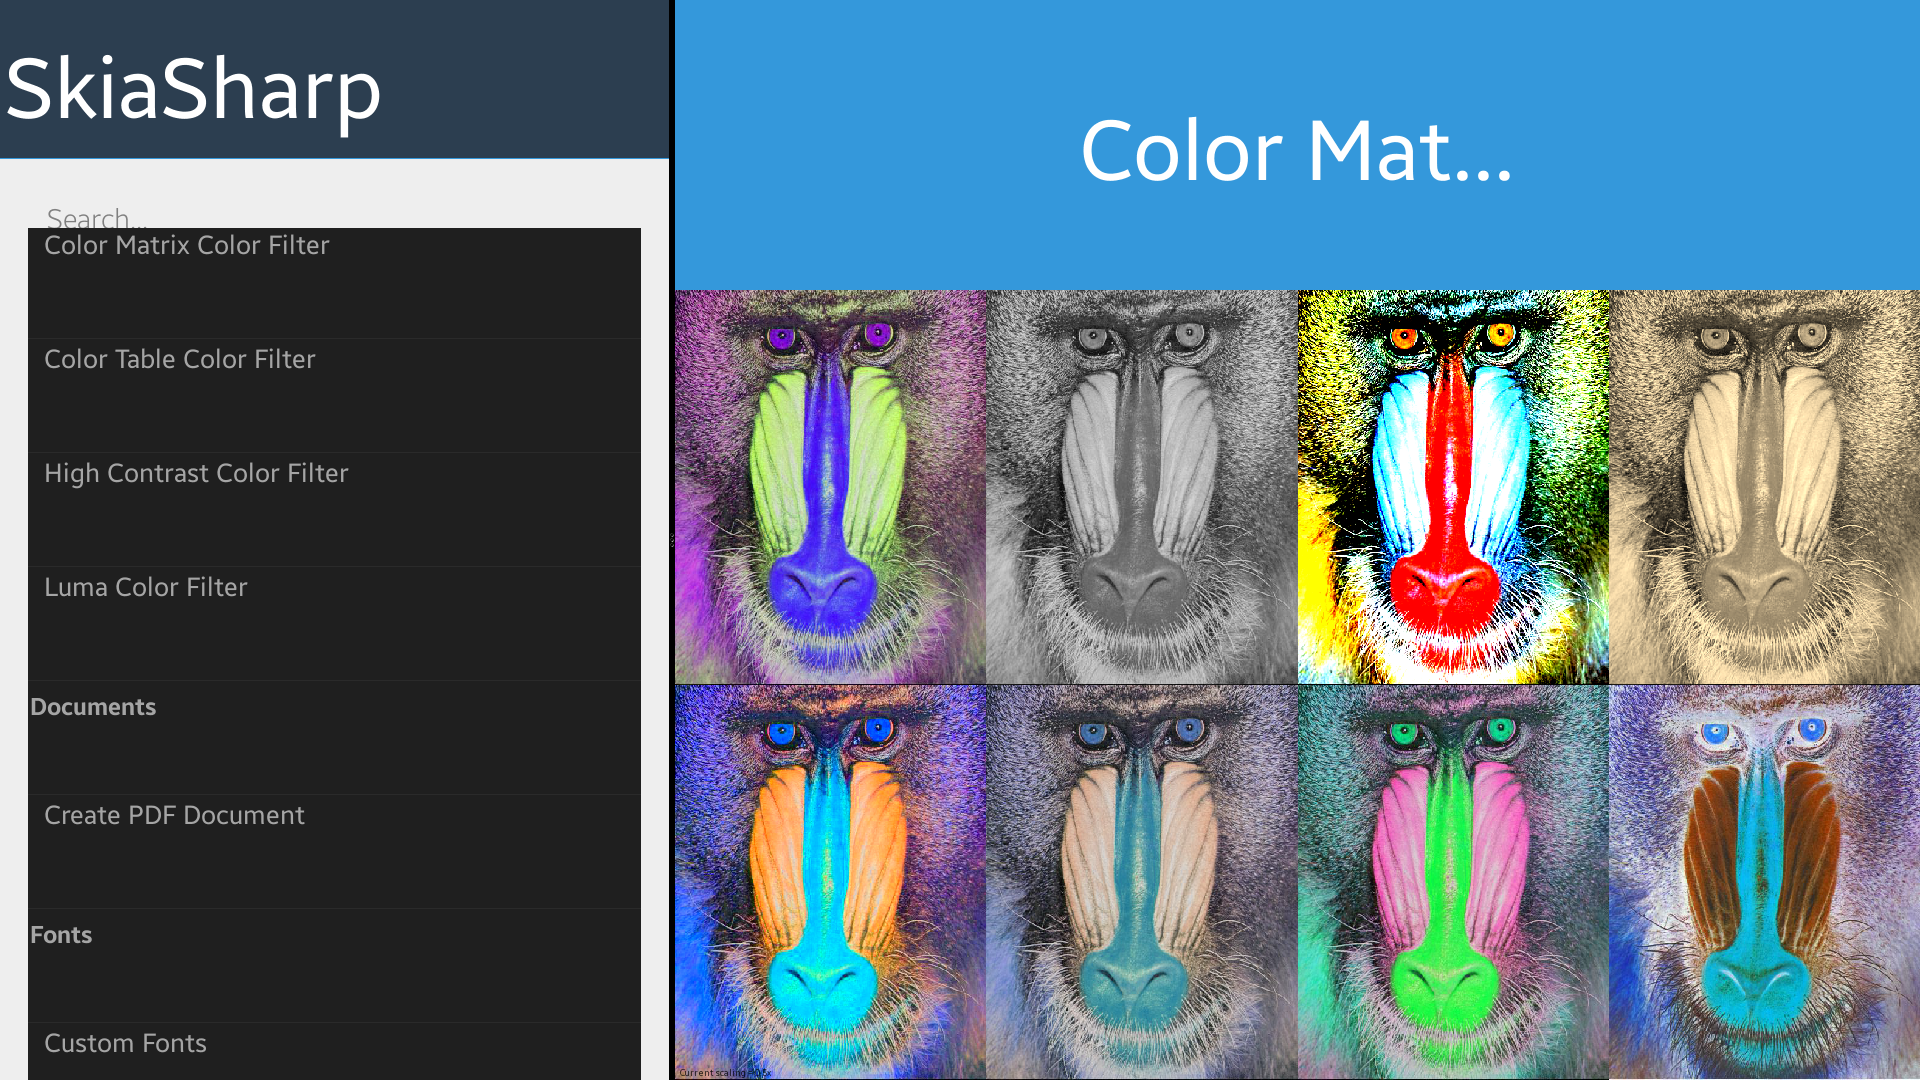 SkiaSharp
Color Mat...
Search...
Color Matrix Color Filter
Color Table Color Filter
High Contrast Color Filter
Luma Color Filter
Documents
Create PDF Document
Fonts
Custom Fonts
Current scaling